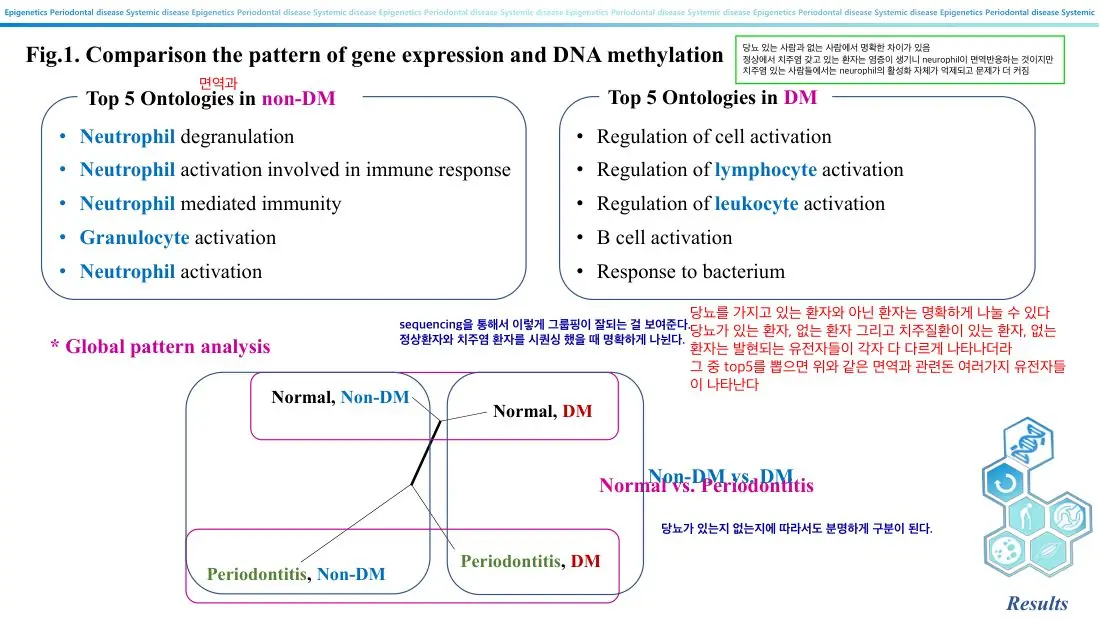 Epigenetics Periodontal disease Systemic disease Epigenetics Periodontal disease Systemic disease Epigenetics Periodontal disease Systemic disease Epigenetics Periodontal disease Systemic disease Epigenetics Periodontal disease Systemic disease Epigenetics Periodontal disease Systemic
Fig.1. Comparison the pattern of gene expression and DNA methylation
당뇨 있는 사람과 없는 사람에서 명확한 차이가 있음
정상에서 치주염 갖고 있는 환자는 염증이 생기니 neurophil이 면역반응하는 것이지만
치주염 있는 사람들에서는 neurophil의 활성화 자체가 억제되고 문제가 더 커짐
면역과
Top 5 Ontologies in non-DM
• Neutrophil degranulation
• Neutrophil activation involved in immune response
• Neutrophil mediated immunity
• Granulocyte activation
• Neutrophil activation
Top 5 Ontologies in DM
• Regulation of cell activation
• Regulation of lymphocyte activation
• Regulation of leukocyte activation
• B cell activation
• Response to bacterium
* Global pattern analysis
sequencing을 통해서 이렇게 그룹핑이 잘되는 걸 보여준다.
정상환자와 치주염 환자를 시퀀싱 했을 때 명확하게 나뉜다.
당뇨를 가지고 있는 환자와 아닌 환자는 명확하게 나눌 수 있다
당뇨가 있는 환자, 없는 환자 그리고 치주질환이 있는 환자, 없는
환자는 발현되는 유전자들이 각자 다 다르게 나타나더라
그 중 top5를 뽑으면 위와 같은 면역과 관련돈 여러가지 유전자들
이 나타난다
Normal, Non-DM
Normal, DM
Non-DM vs. DM
Normal vs. Periodontitis
당뇨가 있는지 없는지에 따라서도 분명하게 구분이 된다.
Periodontitis, DM
Periodontitis, Non-DM
Results